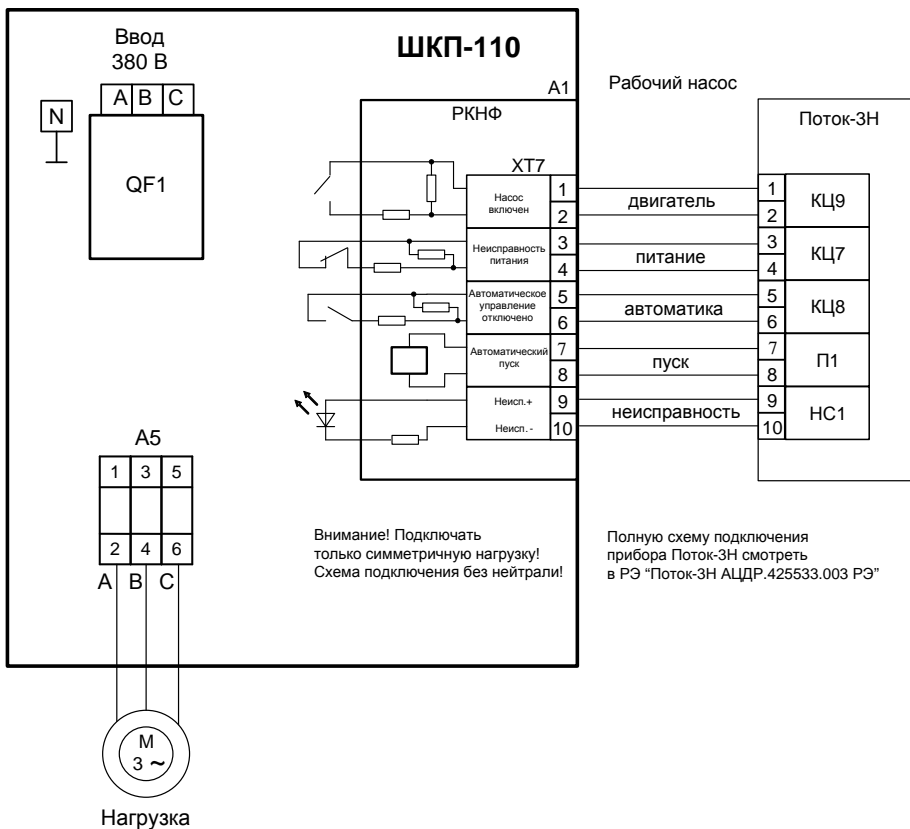 Ввод
380 В
A B C
N
QF1
ШКП-110
A1
РКНФ
XT7
Насос
включен
1
2
Неисправность
питания
3
4
Автоматическое
управление
отключено
5
6
Автоматический
пуск
7
8
Неисп.+
9
Неисп.-
10
Рабочий насос
двигатель
питание
автоматика
пуск
неисправность
Поток-3Н
1
2
КЦ9
3
4
КЦ7
5
6
КЦ8
7
8
П1
9
10
НС1
A5
1 3 5
2 4 6
A B C
Внимание! Подключать
только симметричную нагрузку!
Схема подключения без нейтрали!
Полную схему подключения
прибора Поток-3Н смотреть
в РЭ “Поток-3Н АЦДР.425533.003 РЭ”
М
3 ~
Нагрузка